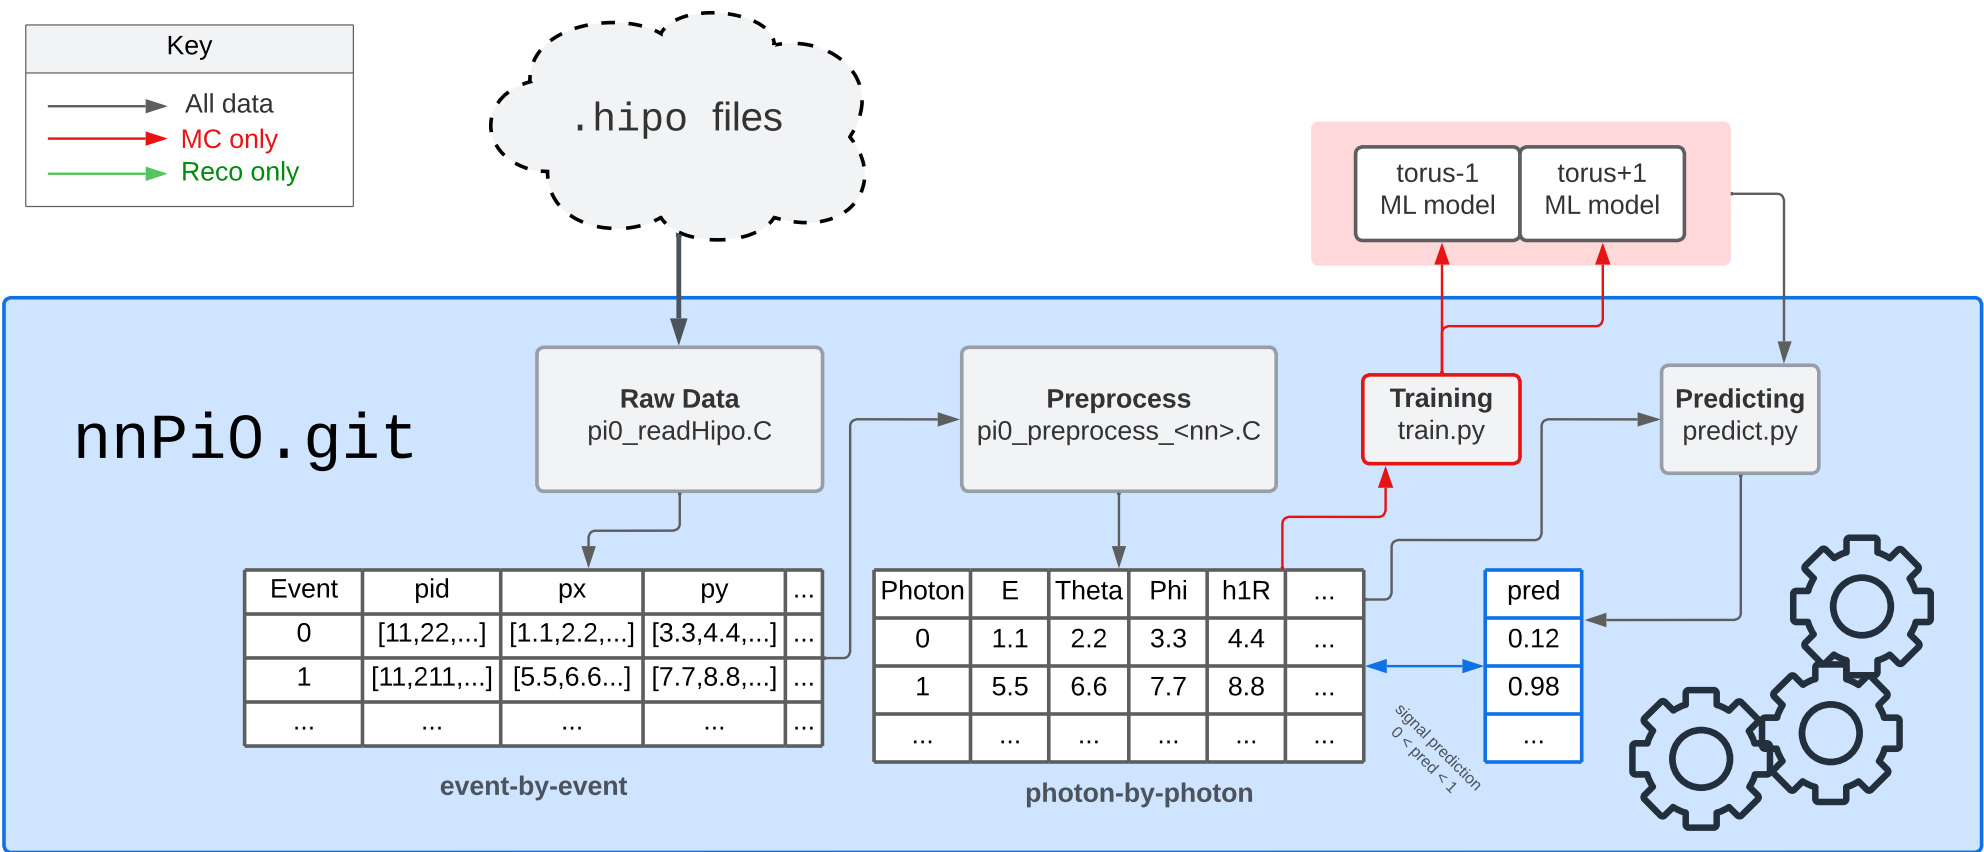 Key
All data
MC only
Reco only
.hipo files
torus-1
ML model
torus+1
ML model
nnPi0.git
Raw Data
pi0_readHipo.C
Preprocess
pi0_preprocess_<nn>.C
Training
train.py
Predicting
predict.py
Event pid px py ...
0 [11,22,...] [1.1,2.2,...] [3.3,4.4,...] ...
1 [11,211,...] [5.5,6.6...] [7.7,8.8,...] ...
... ... ... ... ...
event-by-event
Photon E Theta Phi h1R ...
0 1.1 2.2 3.3 4.4 ...
1 5.5 6.6 7.7 8.8 ...
... ... ... ... ... ...
photon-by-photon
signal prediction
0 < pred < 1
pred
0.12
0.98
...